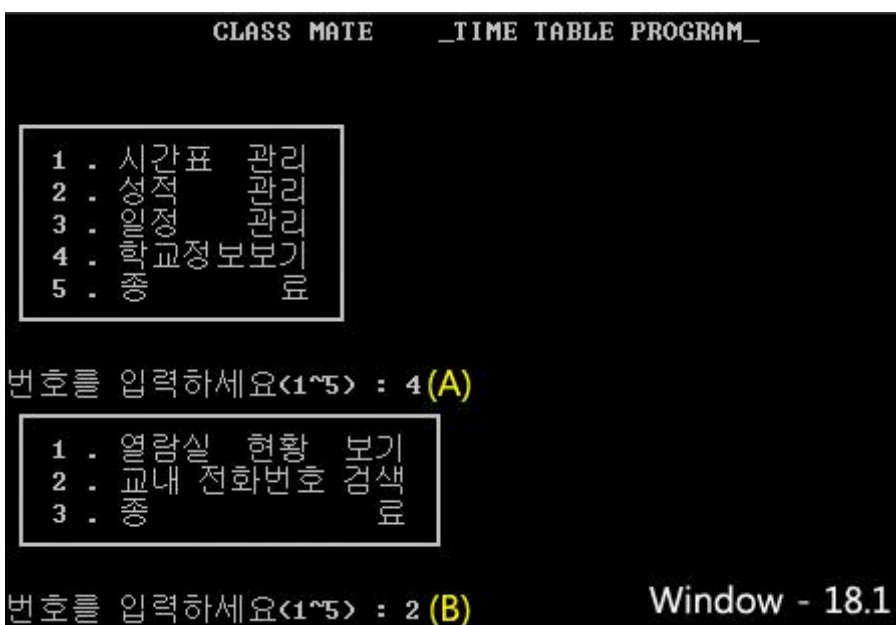 CLASS MATE _TIME TABLE PROGRAM_
1 . 시간표 관리
2 . 성적 관리
3 . 일정 관리
4 . 학교정보보기
5 . 종 료
번호를 입력하세요(1~5) : 4 (A)
1 . 열람실 현황 보기
2 . 교내 전화번호 검색
3 . 종 료
번호를 입력하세요(1~5) : 2 (B)
Window - 18.1